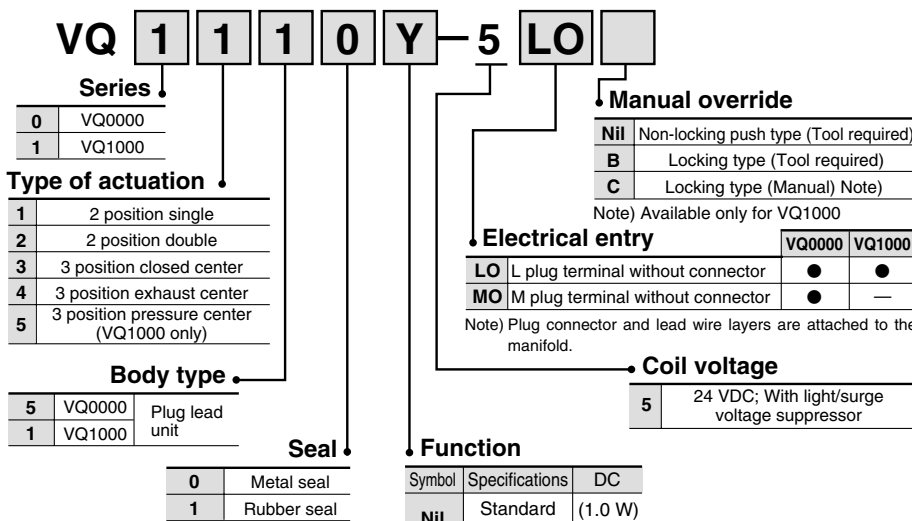 VQ 1 1 1 0 Y-5 LO
Series
0 VQ0000
1 VQ1000
Type of actuation
1 2 position single
2 2 position double
3 3 position closed center
4 3 position exhaust center
5 3 position pressure center
(VQ1000 only)
Body type
5 VQ0000 Plug lead
1 VQ1000 unit
Seal
0 Metal seal
1 Rubber seal
Function
Symbol Specifications DC
Nil Standard (1.0 W)
Manual override
Nil Non-locking push type (Tool required)
B Locking type (Tool required)
C Locking type (Manual) Note)
Note) Available only for VQ1000
Electrical entry VQ0000 VQ1000
LO L plug terminal without connector ● ●
MO M plug terminal without connector ● —
Note) Plug connector and lead wire layers are attached to the
manifold.
Coil voltage
5 24 VDC; With light/surge
voltage suppressor